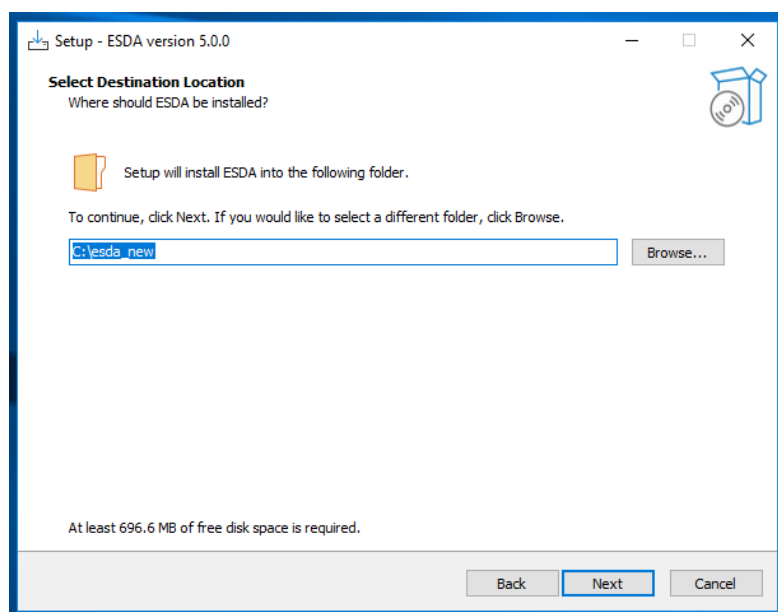 Setup - ESDA version 5.0.0
Select Destination Location
Where should ESDA be installed?
Setup will install ESDA into the following folder.
To continue, click Next. If you would like to select a different folder, click Browse.
C:\esda_new
Browse...
At least 696.6 MB of free disk space is required.
Back
Next
Cancel